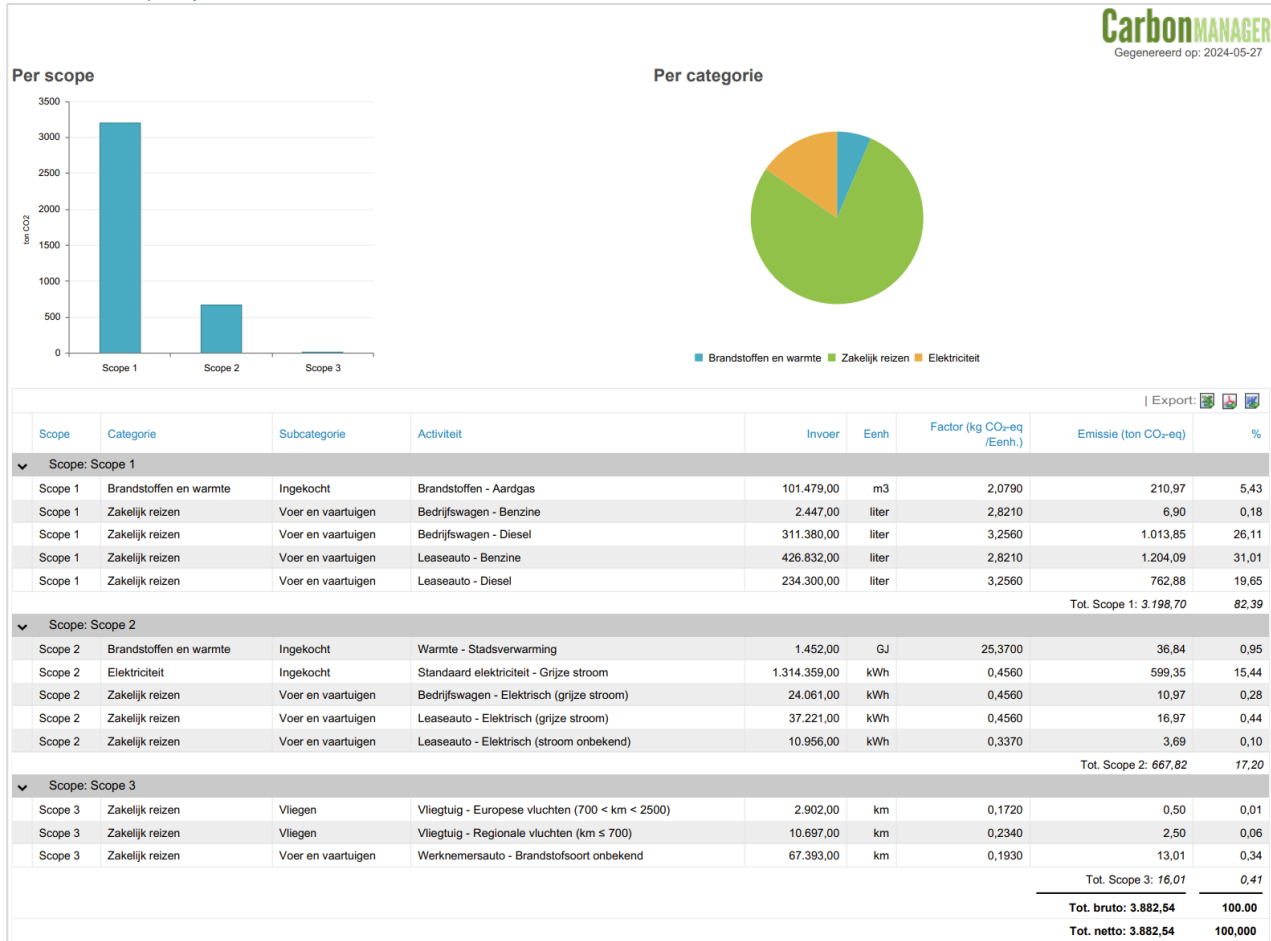 CarbonMANAGER
Gegenereerd op: 2024-05-27
Per scope
Per categorie
3500
3000
2500
2000
1500
1000
500
0
ton CO2
Scope 1 Scope 2 Scope 3
Brandstoffen en warmte Zakelijk reizen Elektriciteit
| Export:
Scope Categorie Subcategorie Activiteit Invoer Eenh Factor (kg CO₂-eq /Eenh.) Emissie (ton CO₂-eq) %
Scope: Scope 1
Scope 1 Brandstoffen en warmte Ingekocht Brandstoffen - Aardgas 101.479,00 m3 2,0790 210,97 5,43
Scope 1 Zakelijk reizen Voer en vaartuigen Bedrijfswagen - Benzine 2.447,00 liter 2,8210 6,90 0,18
Scope 1 Zakelijk reizen Voer en vaartuigen Bedrijfswagen - Diesel 311.380,00 liter 3,2560 1.013,85 26,11
Scope 1 Zakelijk reizen Voer en vaartuigen Leaseauto - Benzine 426.832,00 liter 2,8210 1.204,09 31,01
Scope 1 Zakelijk reizen Voer en vaartuigen Leaseauto - Diesel 234.300,00 liter 3,2560 762,88 19,65
Tot. Scope 1: 3.198,70 82,39
Scope: Scope 2
Scope 2 Brandstoffen en warmte Ingekocht Warmte - Stadsverwarming 1.452,00 GJ 25,3700 36,84 0,95
Scope 2 Elektriciteit Ingekocht Standaard elektriciteit - Grijze stroom 1.314.359,00 kWh 0,4560 599,35 15,44
Scope 2 Zakelijk reizen Voer en vaartuigen Bedrijfswagen - Elektrisch (grijze stroom) 24.061,00 kWh 0,4560 10,97 0,28
Scope 2 Zakelijk reizen Voer en vaartuigen Leaseauto - Elektrisch (grijze stroom) 37.221,00 kWh 0,4560 16,97 0,44
Scope 2 Zakelijk reizen Voer en vaartuigen Leaseauto - Elektrisch (stroom onbekend) 10.956,00 kWh 0,3370 3,69 0,10
Tot. Scope 2: 667,82 17,20
Scope: Scope 3
Scope 3 Zakelijk reizen Vliegen Vliegtuig - Europese vluchten (700 < km < 2500) 2.902,00 km 0,1720 0,50 0,01
Scope 3 Zakelijk reizen Vliegen Vliegtuig - Regionale vluchten (km ≤ 700) 10.697,00 km 0,2340 2,50 0,06
Scope 3 Zakelijk reizen Voer en vaartuigen Werknemersauto - Brandstofsoort onbekend 67.393,00 km 0,1930 13,01 0,34
Tot. Scope 3: 16,01 0,41
Tot. bruto: 3.882,54 100.00
Tot. netto: 3.882,54 100,000